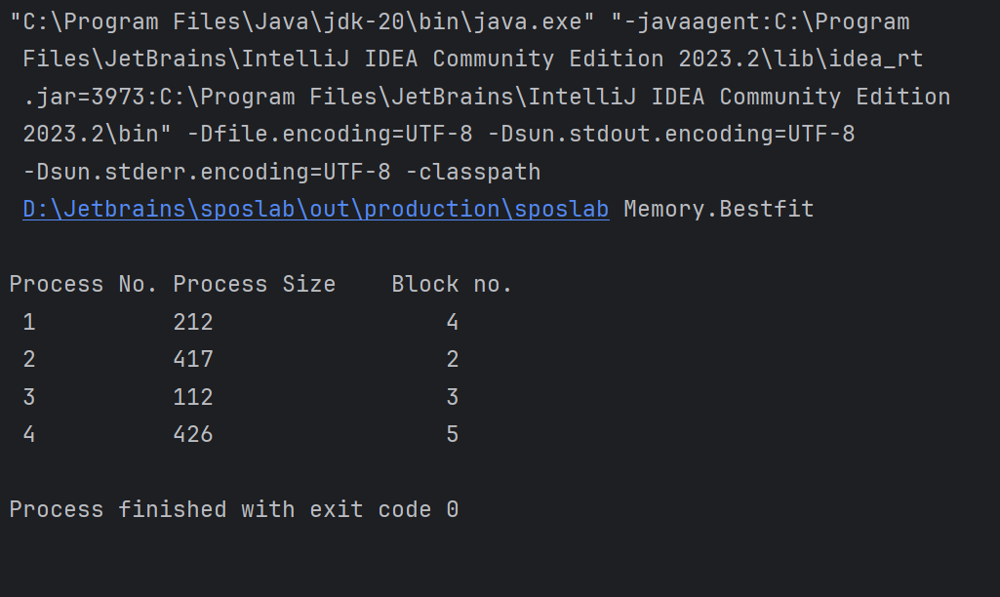 "C:\Program Files\Java\jdk-20\bin\java.exe" "-javaagent:C:\Program
Files\JetBrains\IntelliJ IDEA Community Edition 2023.2\lib\idea_rt
.jar=3973:C:\Program Files\JetBrains\IntelliJ IDEA Community Edition
2023.2\bin" -Dfile.encoding=UTF-8 -Dsun.stdout.encoding=UTF-8
-Dsun.stderr.encoding=UTF-8 -classpath
D:\Jetbrains\sposlab\out\production\sposlab Memory.Bestfit
Process No. Process Size    Block no.
1          212                 4
2          417                 2
3          112                 3
4          426                 5
Process finished with exit code 0